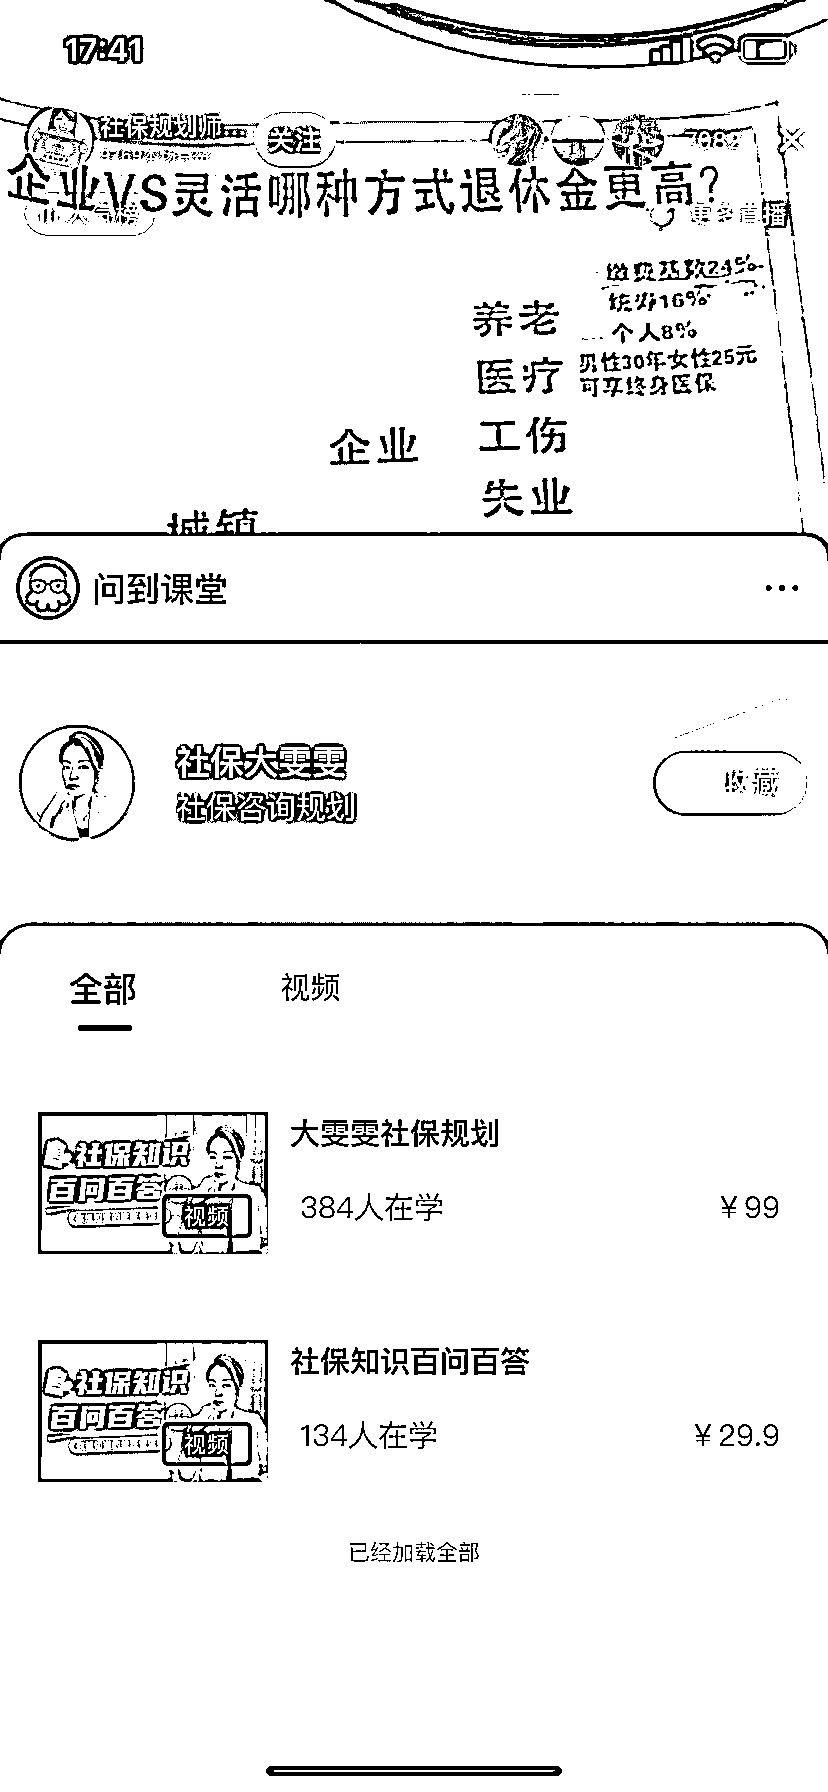 17:41
社保规划师...
关注
7982
企业VS灵活哪种方式退休金更高?
更多直播
缴费基数24%
统筹16%
养老
个人8%
医疗
男性30年女性25元
可享终身医保
企业
工伤
失业
城镇
问到课堂
社保大雯雯
社保咨询规划
收藏
全部
视频
社保知识
百问百答
视频
大雯雯社保规划
384人在学
¥99
社保知识
百问百答
视频
社保知识百问百答
134人在学
¥29.9
已经加载全部